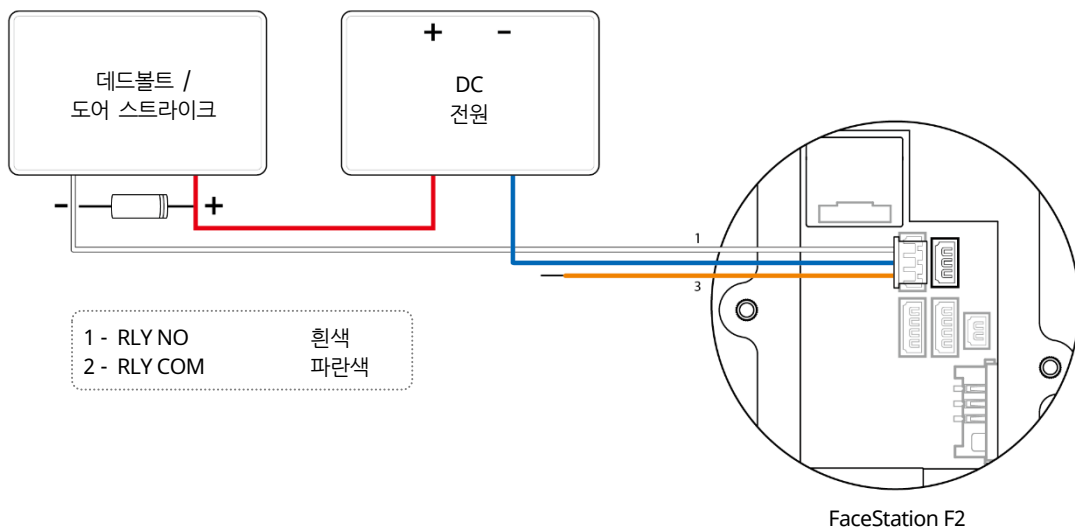 데드볼트 /
도어 스트라이크
- +
+ -
DC
전원
1
3
1 - RLY NO 흰색
2 - RLY COM 파란색
FaceStation F2